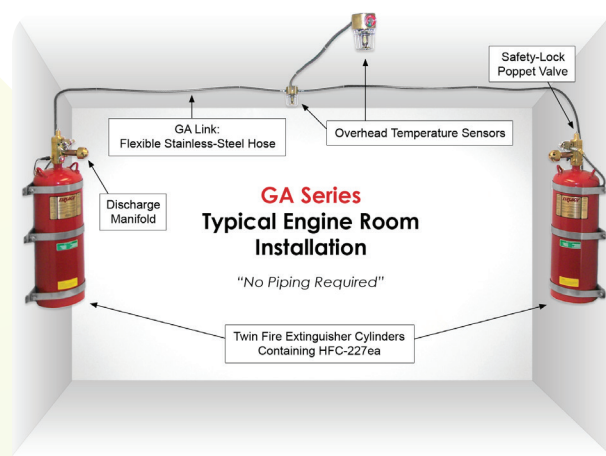 Safety-Lock
Poppet Valve
GA Link:
Flexible Stainless-Steel Hose
Overhead Temperature Sensors
Discharge
Manifold
GA Series
Typical Engine Room
Installation
“No Piping Required”
Twin Fire Extinguisher Cylinders
Containing HFC-227ea